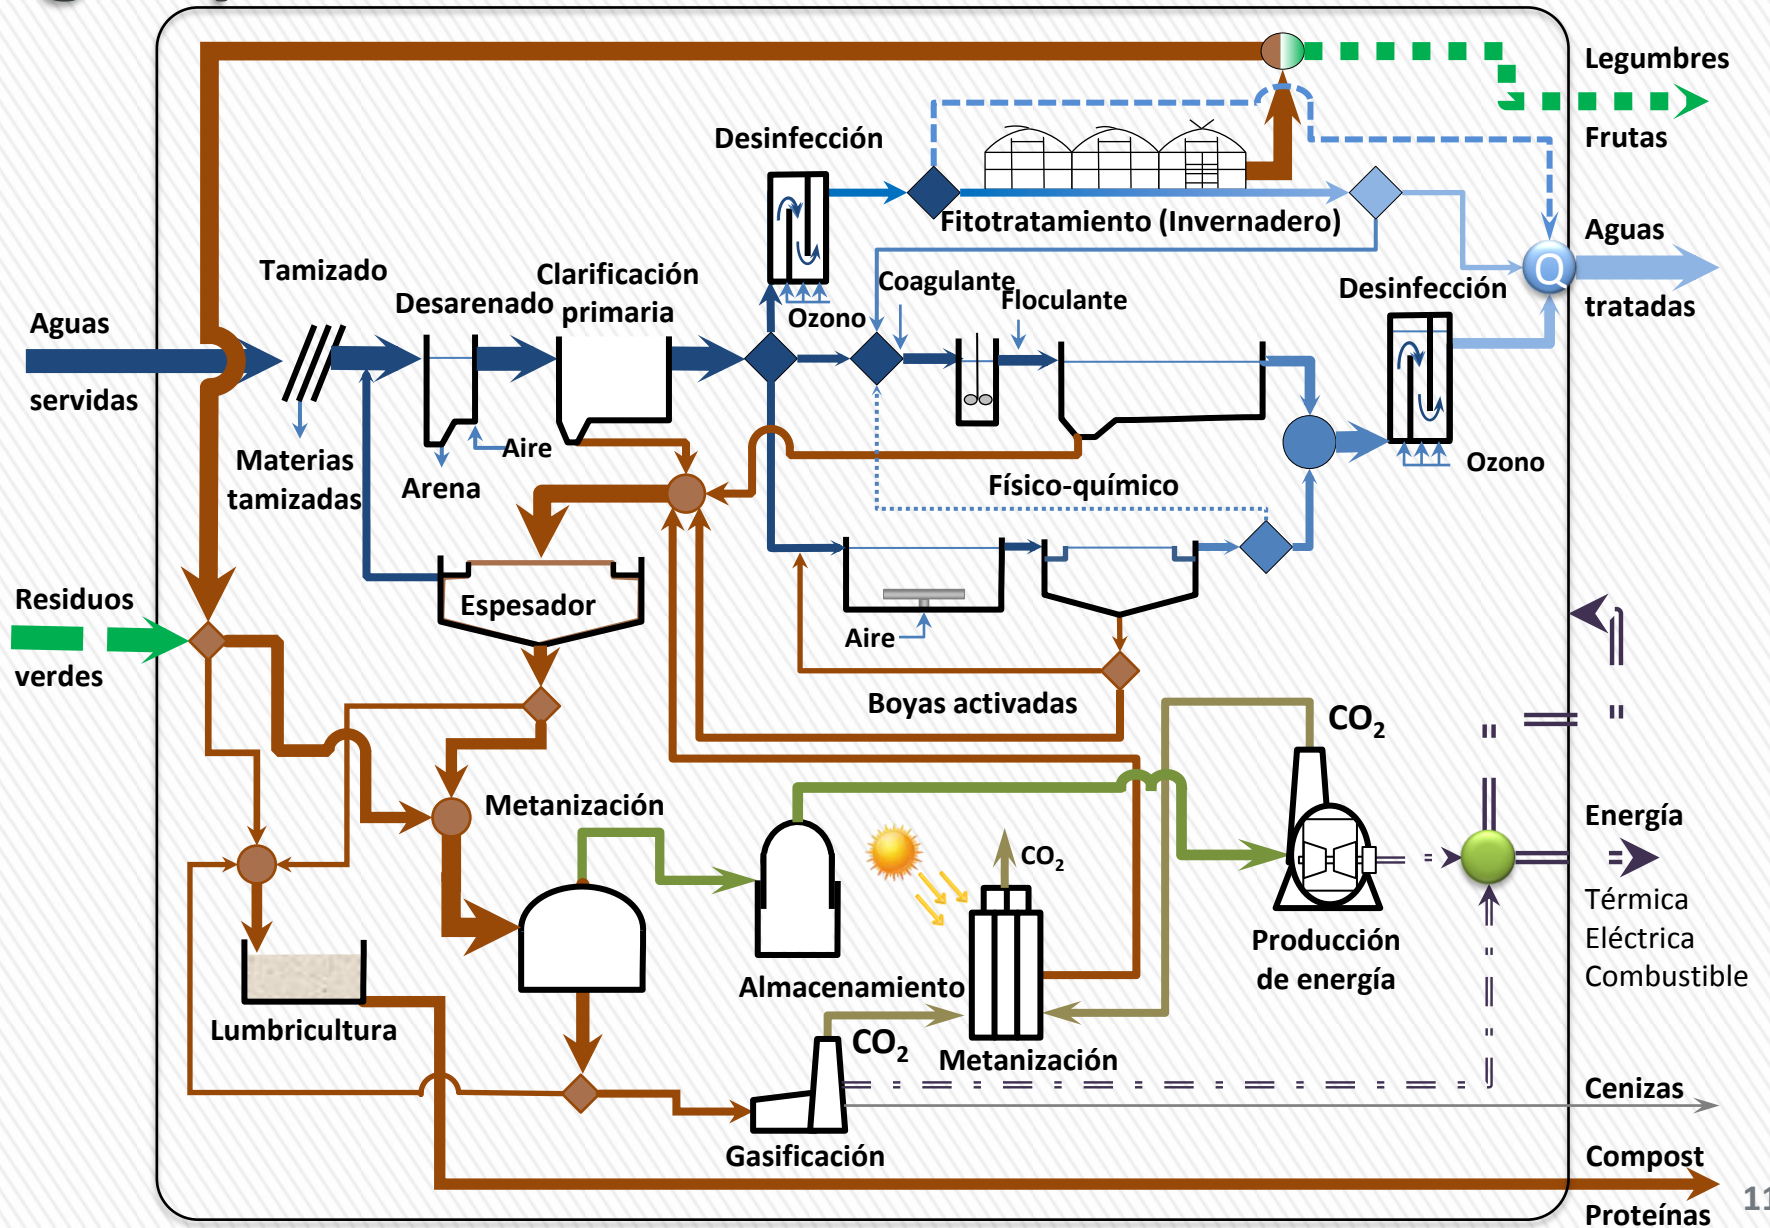 Legumbres
Frutas
Desinfección
Fitotratamiento (Invernadero)
Aguas
tratadas
Q
Tamizado
Desarenado
Clarificación
primaria
Ozono
Coagulante
Floculante
Desinfección
Aguas
servidas
Materias
tamizadas
Arena
Aire
Físico-químico
Ozono
Residuos
verdes
Espesador
Aire
Boyas activadas
CO2
Metanización
CO2
Energía
Térmica
Eléctrica
Combustible
Producción
de energía
Almacenamiento
Lumbricultura
CO2
Metanización
Gasificación
Cenizas
Compost
Proteínas
11